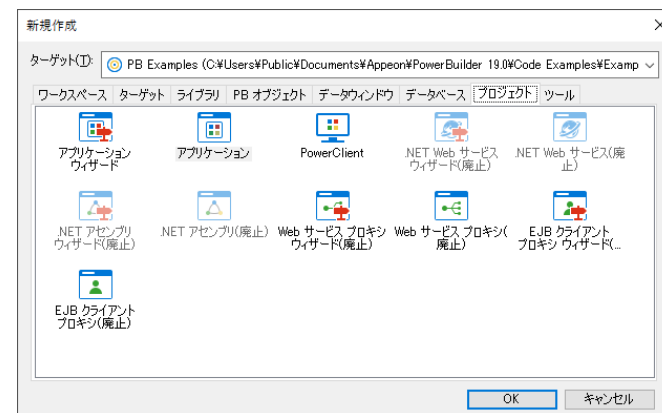 新規作成
ターゲット(T): PB Examples (C:¥Users¥Public¥Documents¥Appeon¥PowerBuilder 19.0¥Code Examples¥Examp
ワークスペース ターゲット ライブラリ PB オブジェクト データウィンドウ データベース プロジェクト ツール
アプリケーション
ウィザード
アプリケーション
PowerClient
.NET Web サービス
ウィザード(廃止)
.NET Web サービス(廃
止)
.NET アセンブリ
ウィザード(廃止)
.NET アセンブリ(廃止)
Web サービス プロキシ
ウィザード(廃止)
Web サービス プロキシ(
廃止)
EJB クライアント
プロキシ ウィザード(...
EJB クライアント
プロキシ(廃止)
OK キャンセル